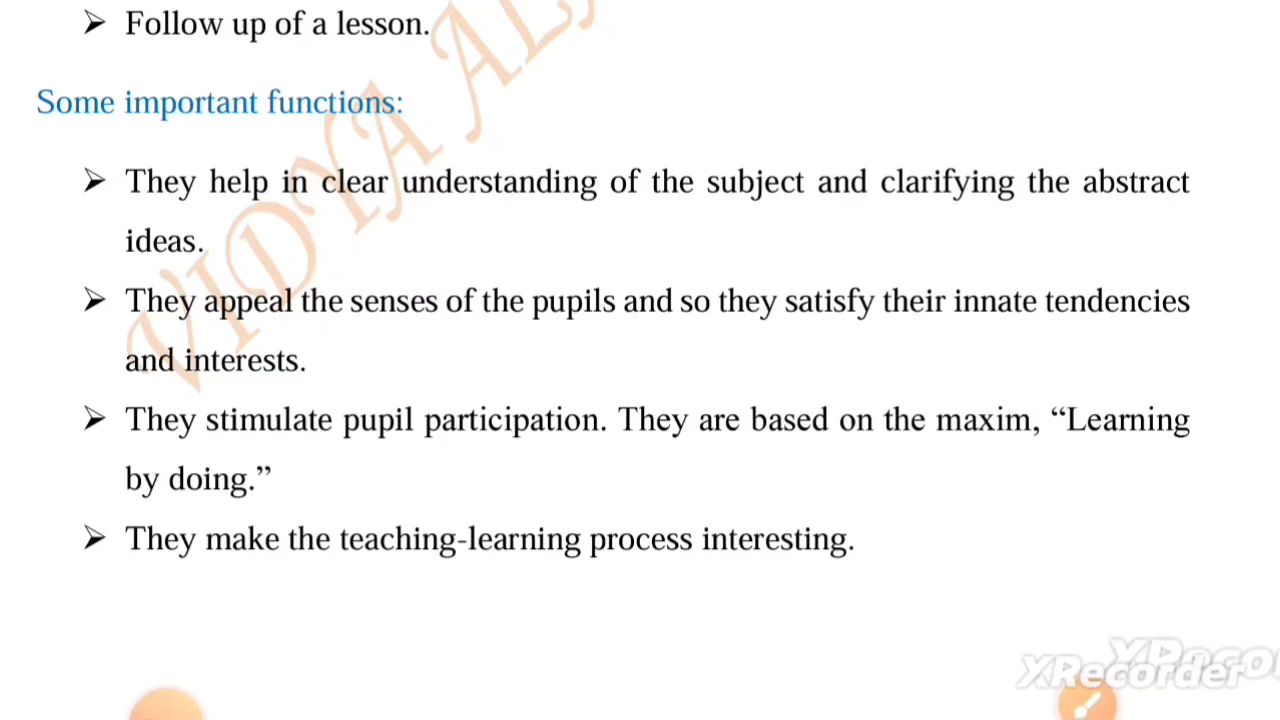 ➢ Follow up of a lesson.
Some important functions:
➢ They help in clear understanding of the subject and clarifying the abstract
ideas.
➢ They appeal the senses of the pupils and so they satisfy their innate tendencies
and interests.
➢ They stimulate pupil participation. They are based on the maxim, “Learning
by doing.”
➢ They make the teaching-learning process interesting.
VIDYA
XRecorder